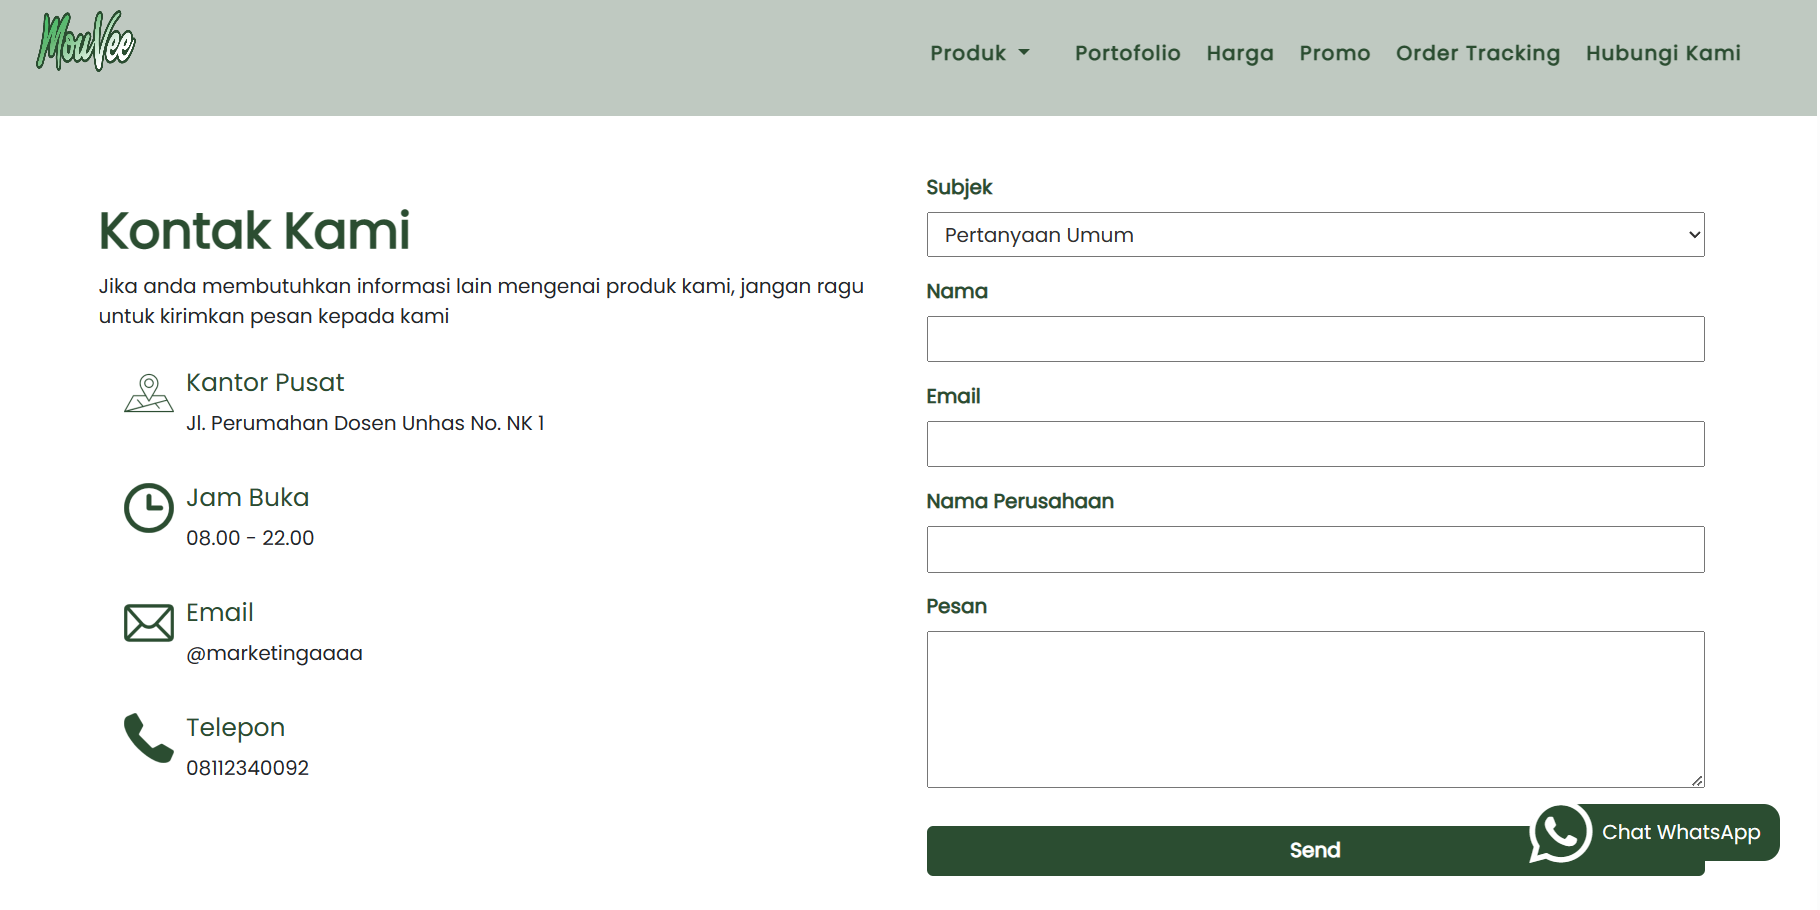 MouVee
Produk
Portofolio
Harga
Promo
Order Tracking
Hubungi Kami
Kontak Kami
Jika anda membutuhkan informasi lain mengenai produk kami, jangan ragu
untuk kirimkan pesan kepada kami
Kantor Pusat
Jl. Perumahan Dosen Unhas No. NK 1
Jam Buka
08.00 - 22.00
Email
@marketingaaaa
Telepon
08112340092
Subjek
Pertanyaan Umum
Nama
Email
Nama Perusahaan
Pesan
Send
Chat WhatsApp